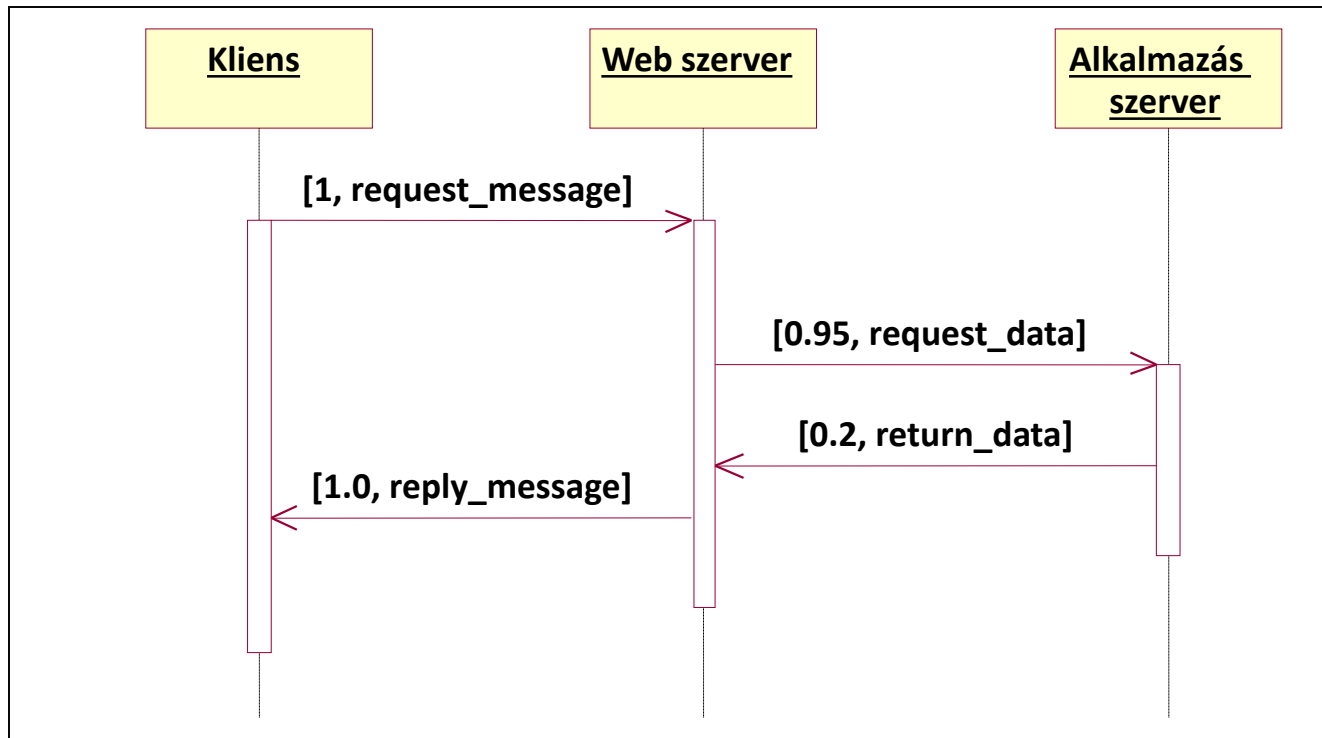 Kliens
Web szerver
Alkalmazás
szerver
[1, request_message]
[0.95, request_data]
[0.2, return_data]
[1.0, reply_message]